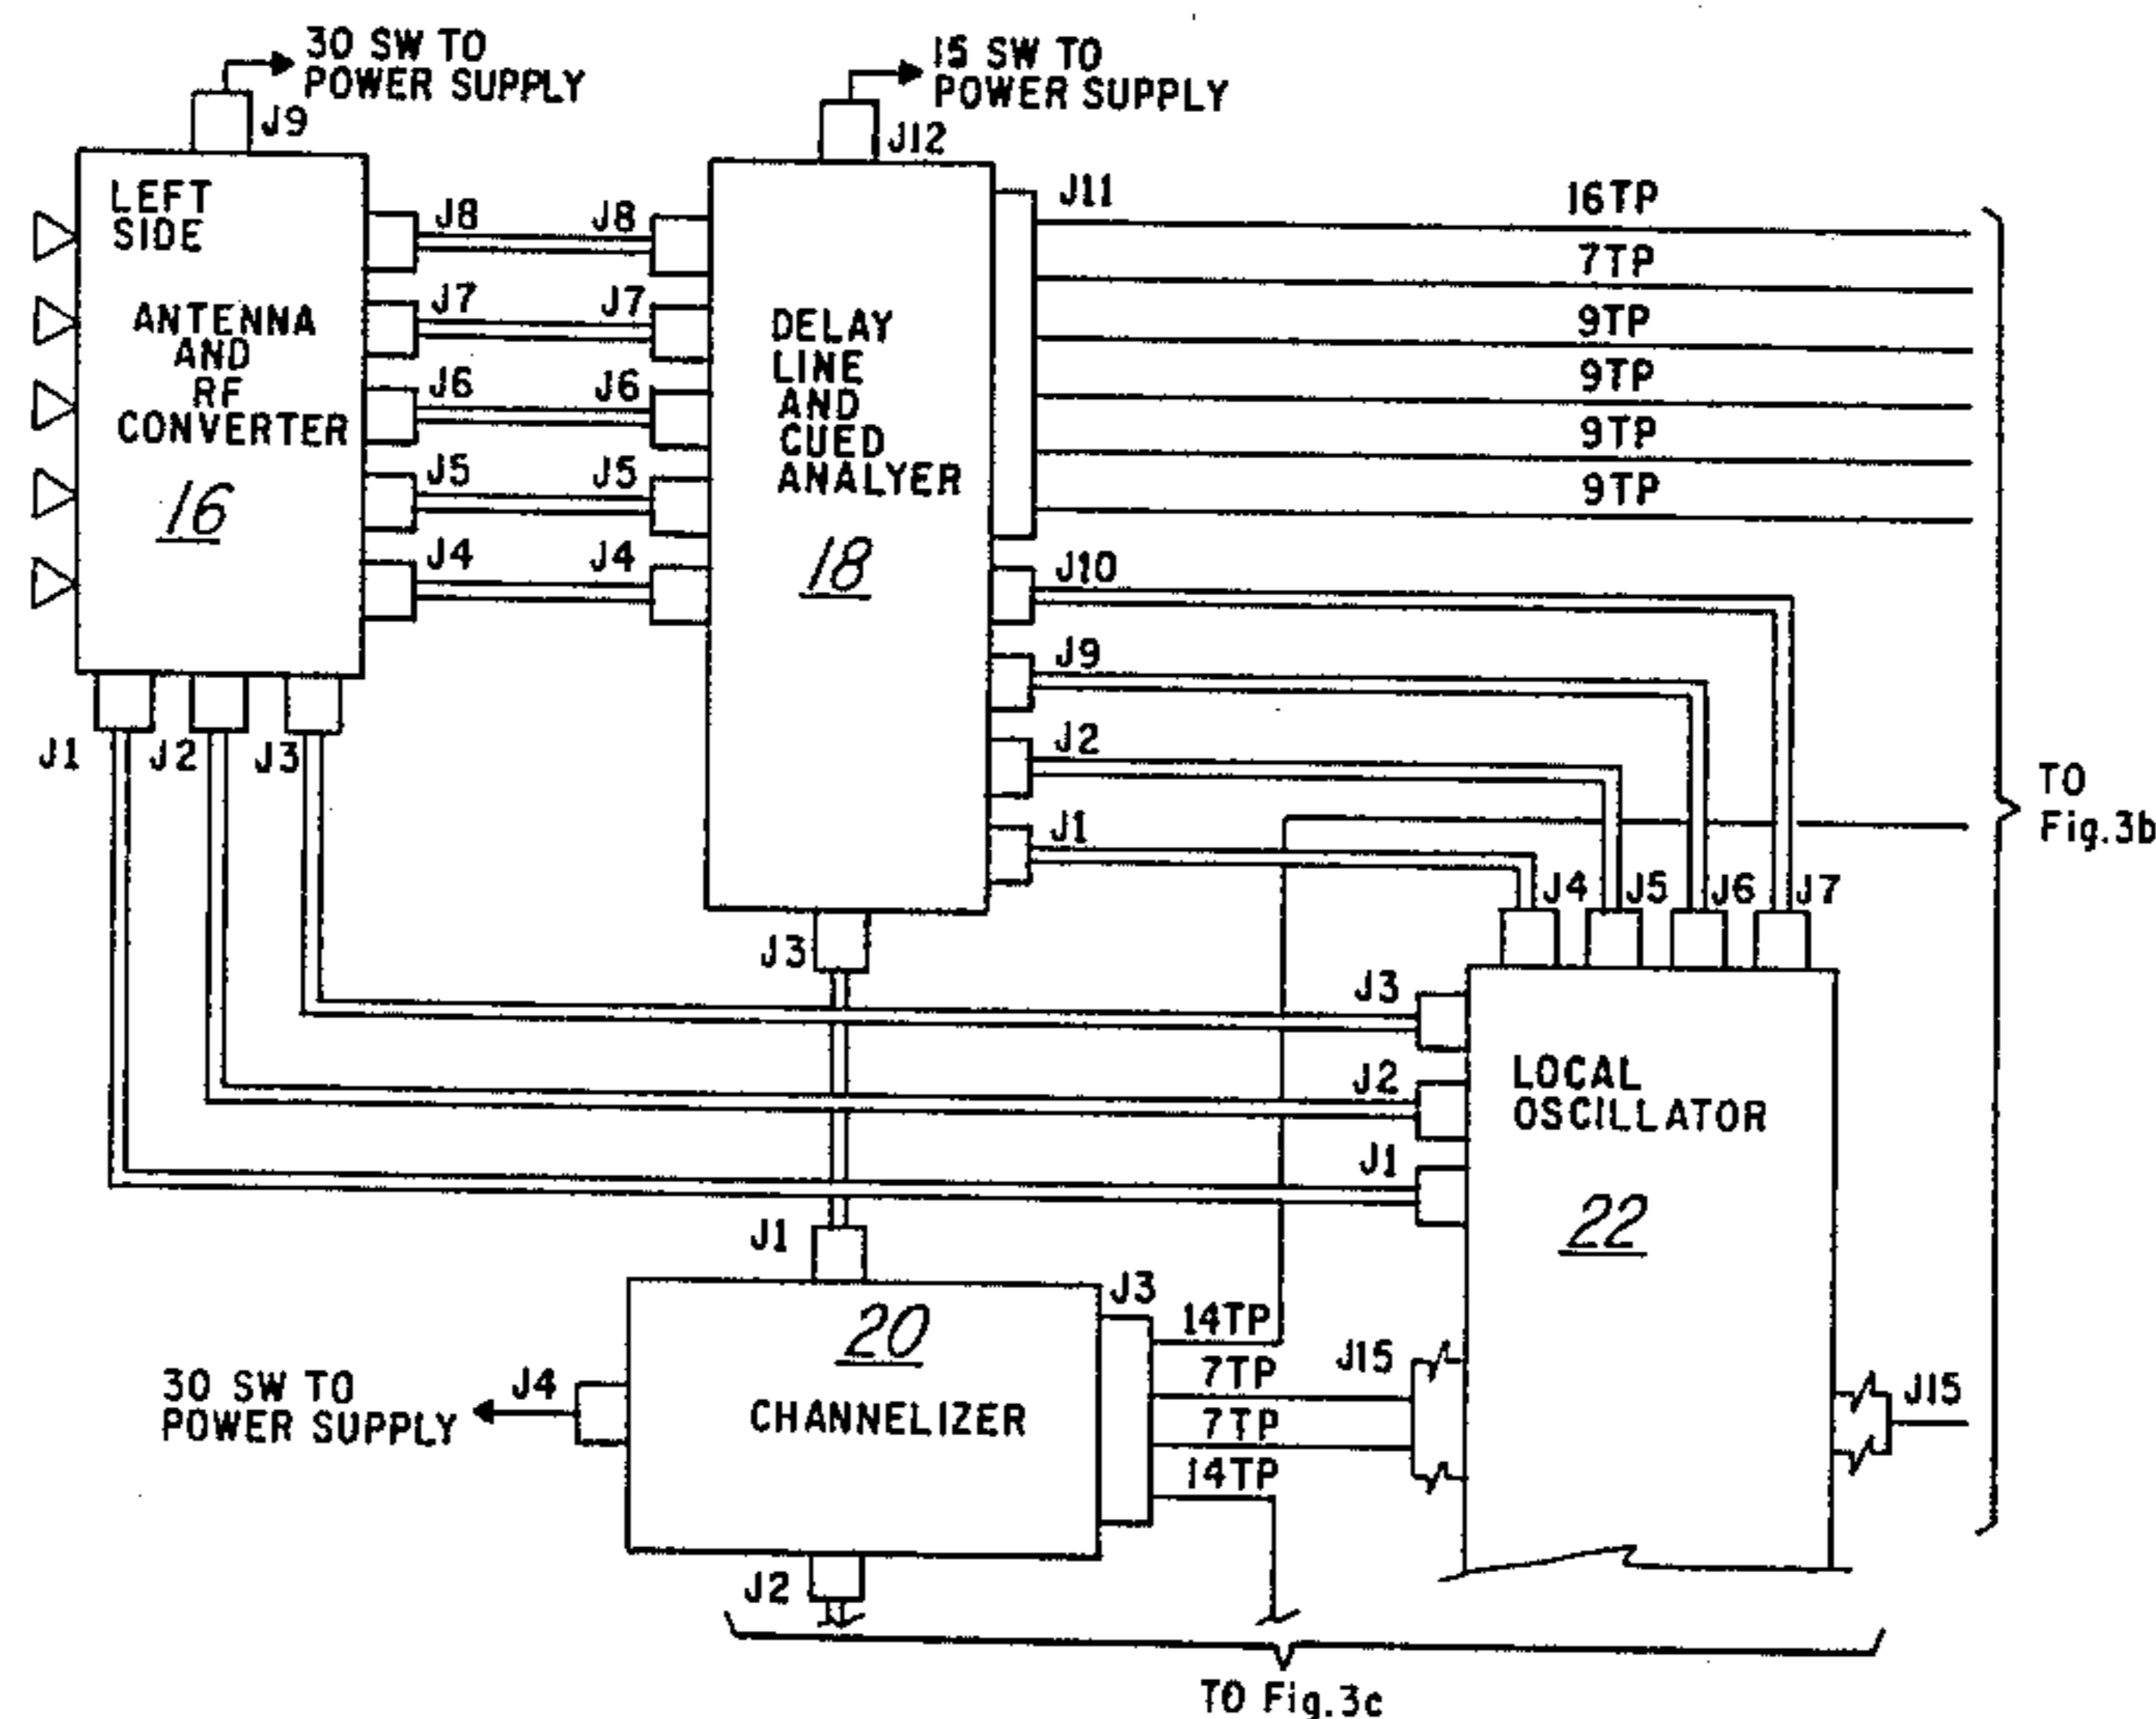 30 SW TO
POWER SUPPLY
J9
15 SW TO
POWER SUPPLY
J12
LEFT
SIDE
ANTENNA
AND
RF
CONVERTER
16
J8
J7
J6
J5
J4
J8
J7
J6
J5
J4
DELAY
LINE
AND
CUED
ANALYER
18
J11
16TP
7TP
9TP
9TP
9TP
9TP
J10
J9
J2
J1
J1
J2
J3
J3
TO
Fig.3b
J4
J5
J6
J7
J3
J2
J1
LOCAL
OSCILLATOR
22
J1
20
CHANNELIZER
J3
14TP
7TP
7TP
14TP
J15
J15
30 SW TO
POWER SUPPLY
J4
J2
TO Fig.3c